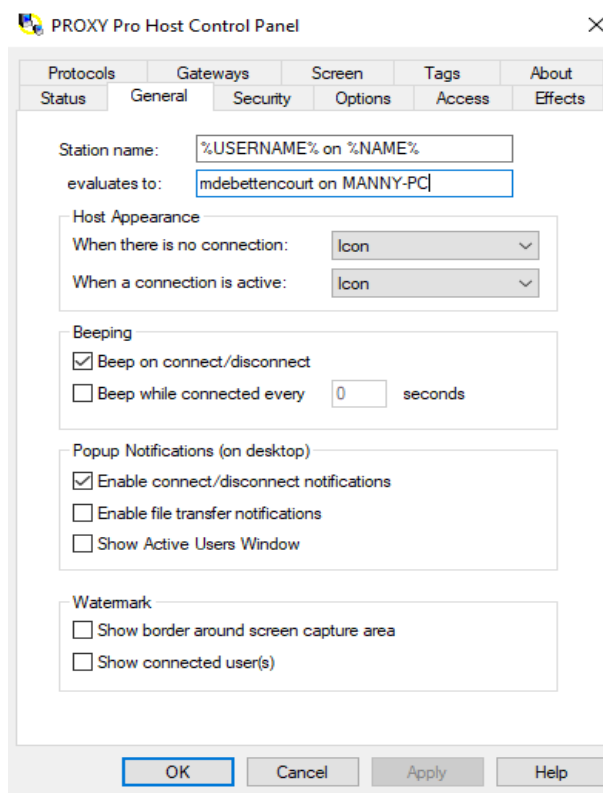 PROXY Pro Host Control Panel
Protocols Gateways Screen Tags About
Status General Security Options Access Effects
Station name: %USERNAME% on %NAME%
evaluates to: mdebettencourt on MANNY-PC
Host Appearance
When there is no connection: Icon
When a connection is active: Icon
Beeping
Beep on connect/disconnect
Beep while connected every 0 seconds
Popup Notifications (on desktop)
Enable connect/disconnect notifications
Enable file transfer notifications
Show Active Users Window
Watermark
Show border around screen capture area
Show connected user(s)
OK Cancel Apply Help